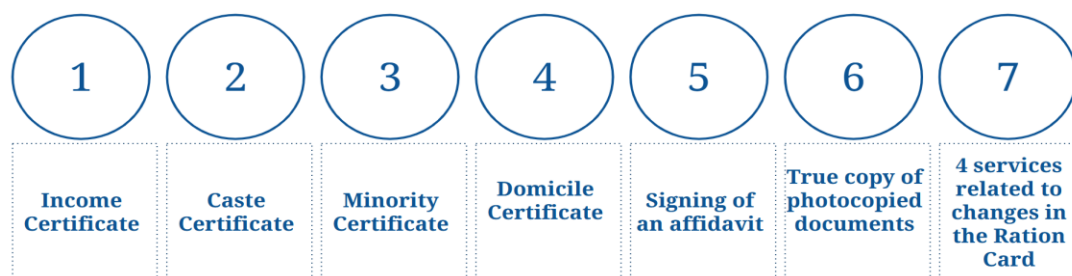 1
2
3
4
5
6
7
Income
Certificate
Caste
Certificate
Minority
Certificate
Domicile
Certificate
Signing of
an affidavit
True copy of
photocopied
documents
4 services
related to
changes in
the Ration
Card